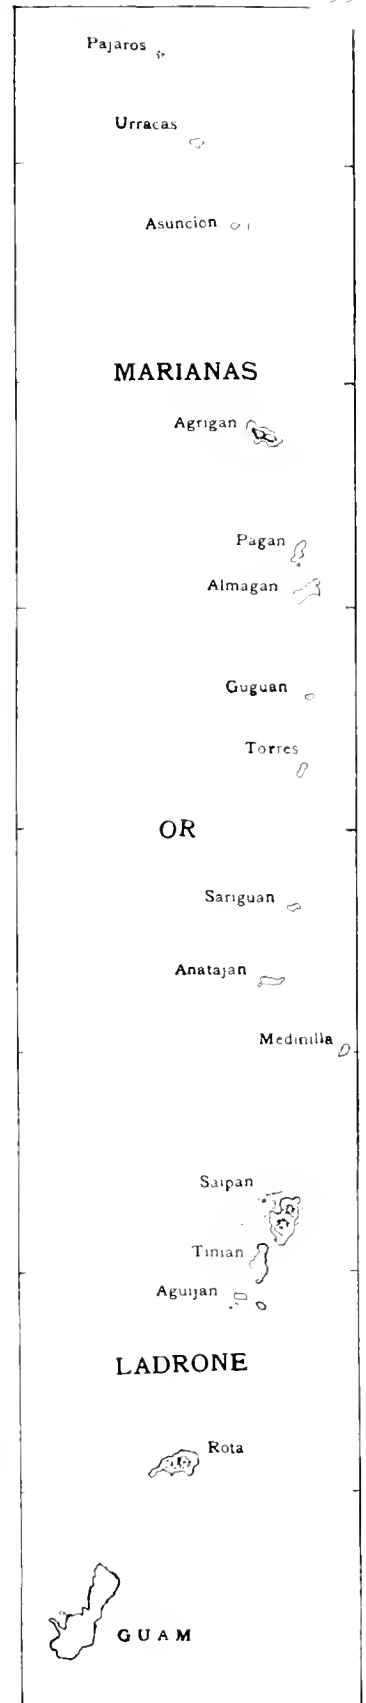 Pajaros
Urracas
Asuncion
MARIANAS
Agrigan
Pagan
Almagan
Guguan
Torres
OR
Sariguan
Anatajan
Medinilla
Saipan
Tinian
Aguijan
LADRONE
Rota
GUAM